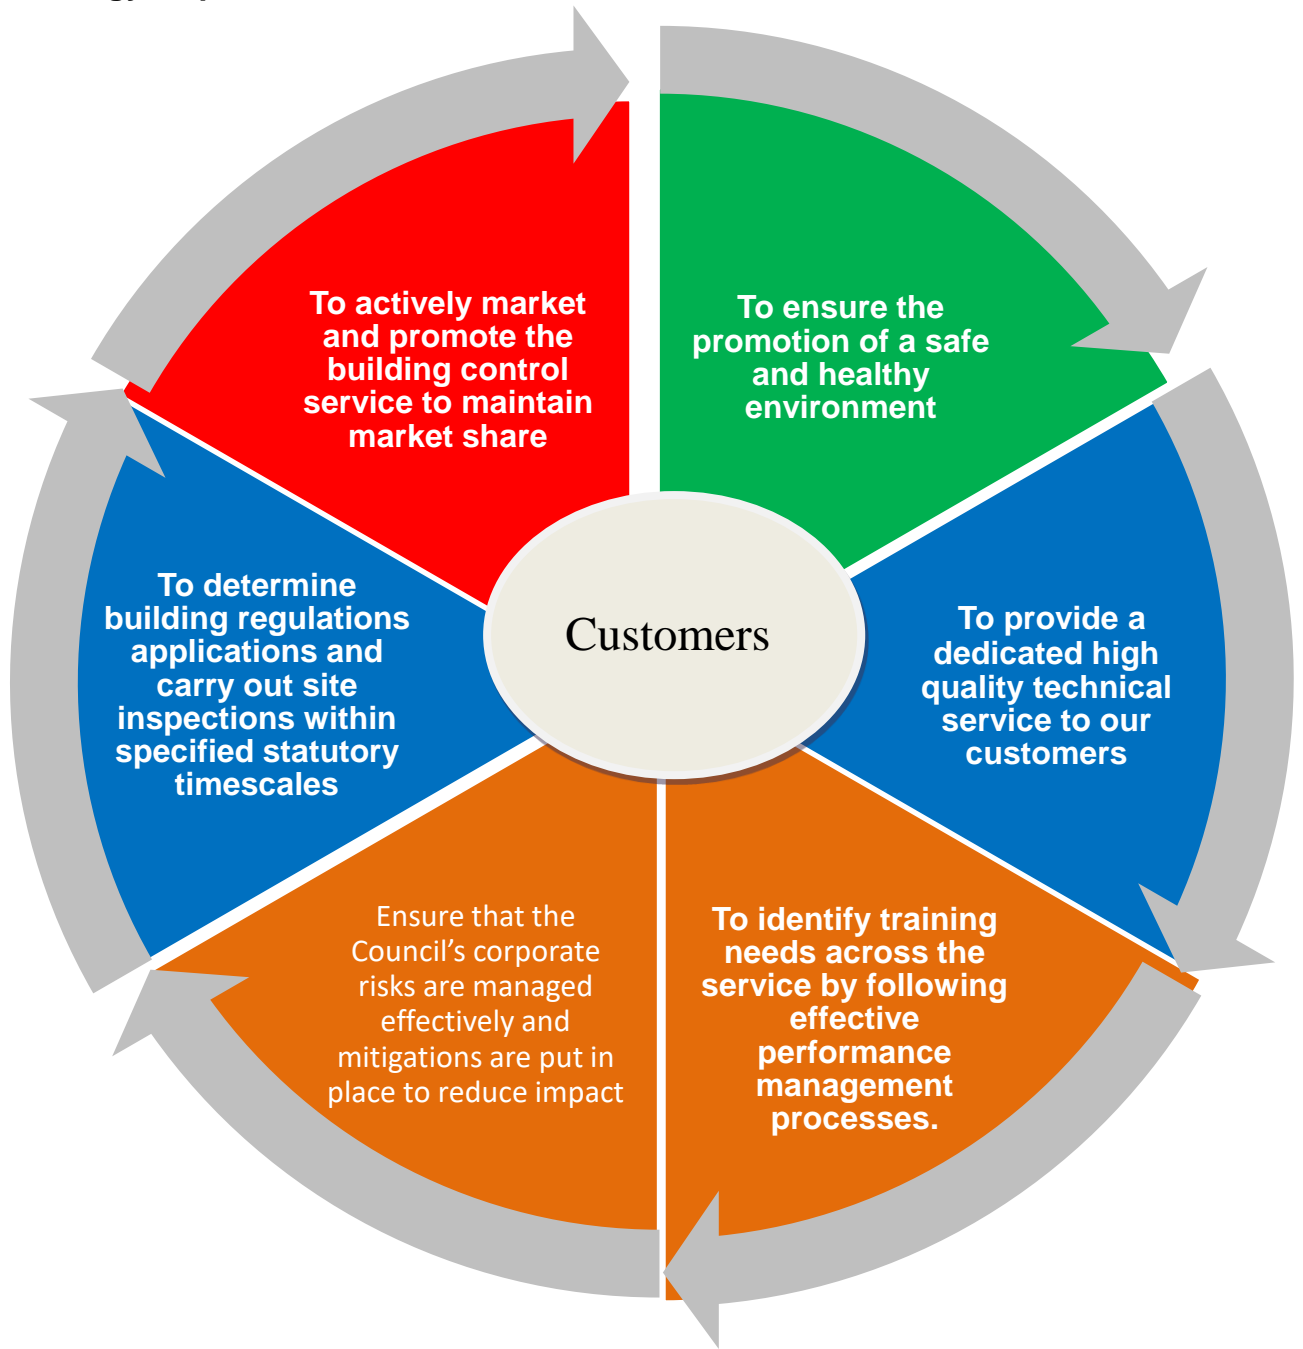 To actively market
and promote the
building control
service to maintain
market share
To ensure the
promotion of a safe
and healthy
environment
To provide a
dedicated high
quality technical
service to our
customers
To identify training
needs across the
service by following
effective
performance
management
processes.
Ensure that the
Council’s corporate
risks are managed
effectively and
mitigations are put in
place to reduce impact
To determine
building regulations
applications and
carry out site
inspections within
specified statutory
timescales
Customers